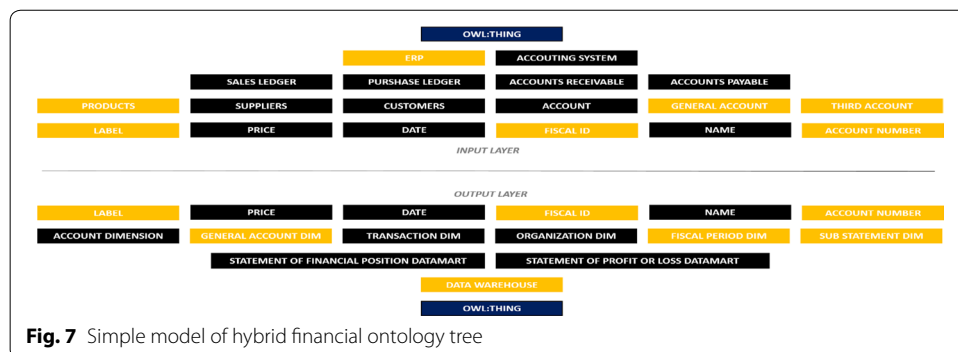 OWL:THING
ERP ACCOUTING SYSTEM
SALES LEDGER PURSHASE LEDGER ACCOUNTS RECEIVABLE ACCOUNTS PAYABLE
PRODUCTS SUPPLIERS CUSTOMERS ACCOUNT GENERAL ACCOUNT THIRD ACCOUNT
LABEL PRICE DATE FISCAL ID NAME ACCOUNT NUMBER
INPUT LAYER
OUTPUT LAYER
LABEL PRICE DATE FISCAL ID NAME ACCOUNT NUMBER
ACCOUNT DIMENSION GENERAL ACCOUNT DIM TRANSACTION DIM ORGANIZATION DIM FISCAL PERIOD DIM SUB STATEMENT DIM
STATEMENT OF FINANCIAL POSITION DATAMART STATEMENT OF PROFIT OR LOSS DATAMART
DATA WAREHOUSE
OWL:THING
Fig. 7 Simple model of hybrid financial ontology tree